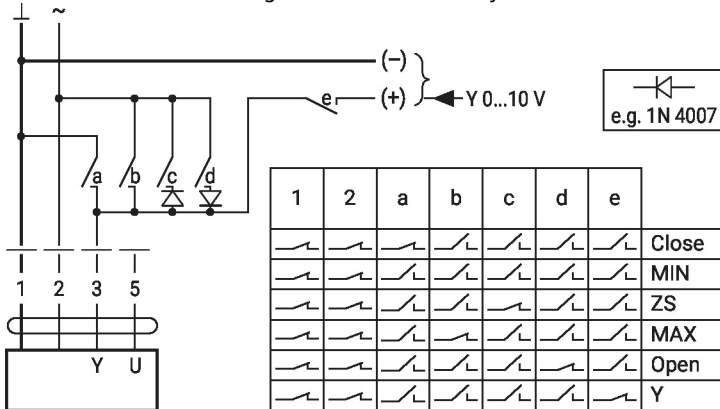 ⊥ ~
(–)
e (+) Y 0...10 V
e.g. 1N 4007
a b c d
1 2 a b c d e
Close
MIN
1 2 3 5
ZS
MAX
Y U
Open
Y